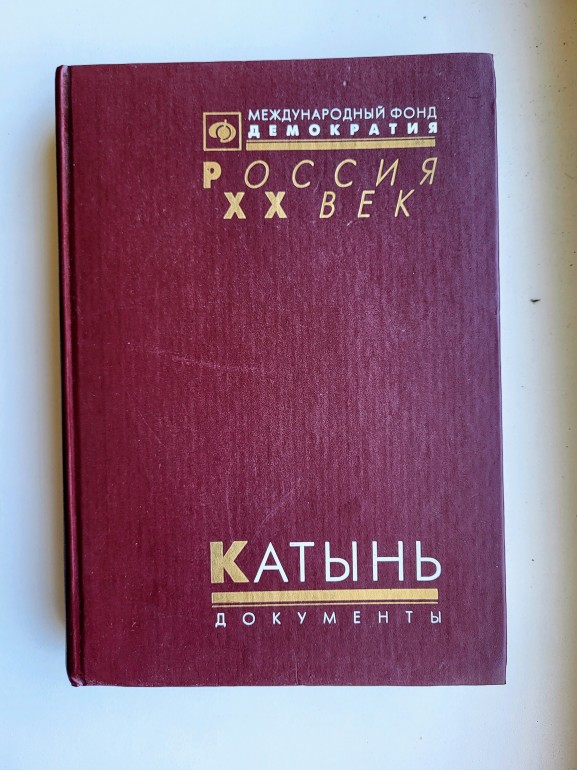 МЕЖДУНАРОДНЫЙ ФОНД
ДЕМОКРАТИЯ
РОССИЯ
XX ВЕК
КАТЫНЬ
ДОКУМЕНТЫ